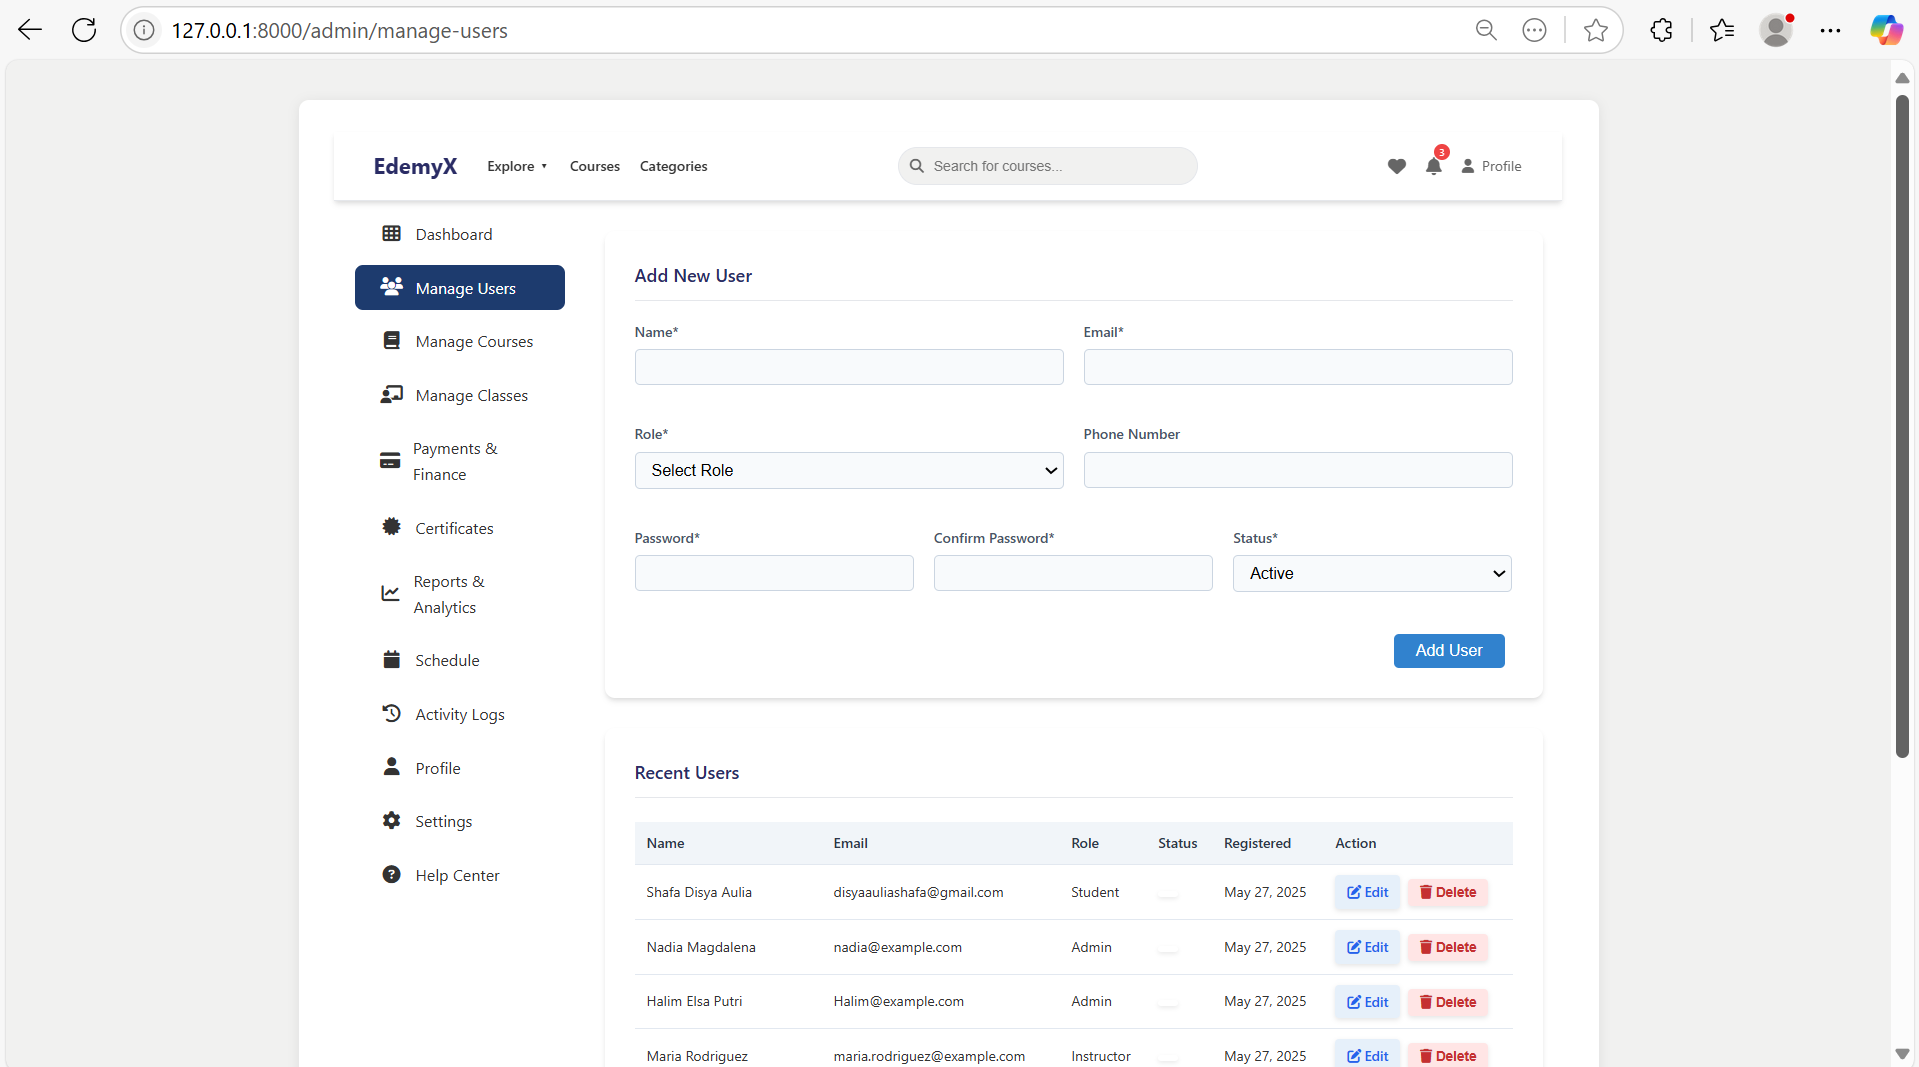 127.0.0.1:8000/admin/manage-users
EdemyX Explore ▾ Courses Categories Search for courses... 3 Profile
Dashboard
Manage Users
Manage Courses
Manage Classes
Payments &
Finance
Certificates
Reports &
Analytics
Schedule
Activity Logs
Profile
Settings
Help Center
Add New User
Name* Email*
Role* Phone Number
Select Role
Password* Confirm Password* Status*
Active
Add User
Recent Users
Name Email Role Status Registered Action
Shafa Disya Aulia disyaauliashafa@gmail.com Student May 27, 2025 Edit Delete
Nadia Magdalena nadia@example.com Admin May 27, 2025 Edit Delete
Halim Elsa Putri Halim@example.com Admin May 27, 2025 Edit Delete
Maria Rodriguez maria.rodriguez@example.com Instructor May 27, 2025 Edit Delete